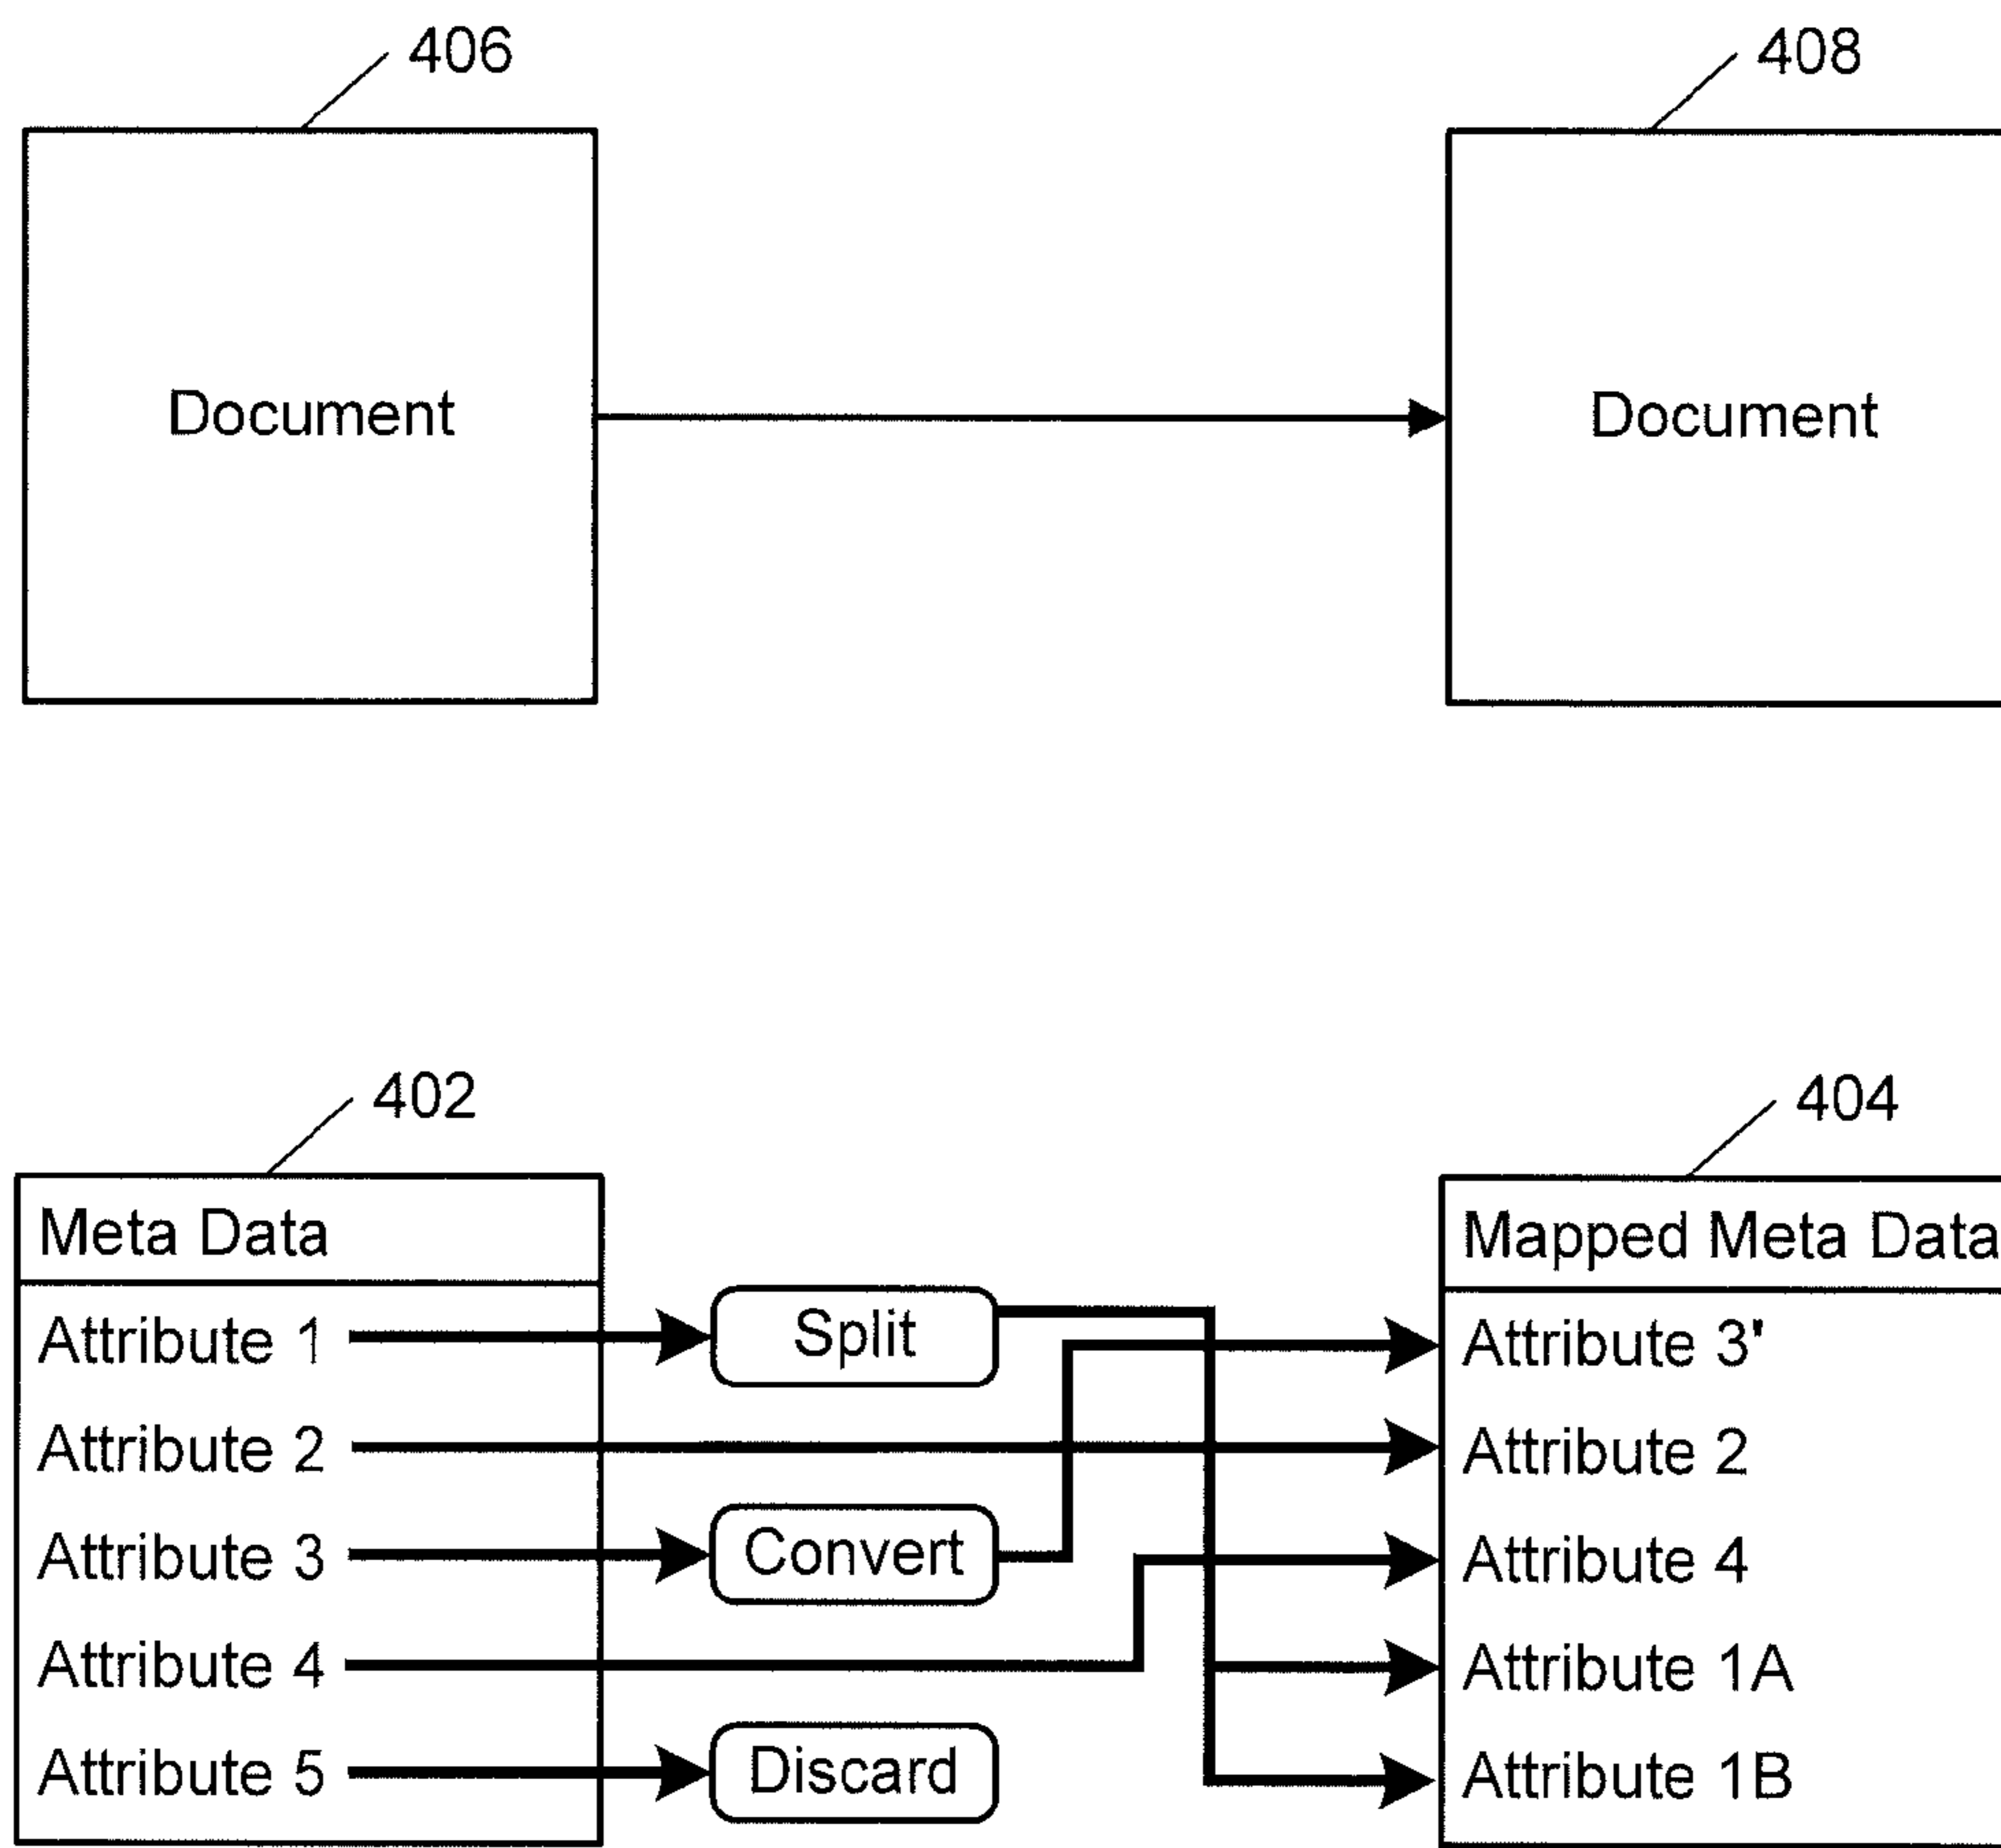 406
408
Document
Document
402
404
Meta Data
Mapped Meta Data
Attribute 1
Split
Attribute 3'
Attribute 2
Attribute 2
Attribute 3
Convert
Attribute 4
Attribute 4
Attribute 1A
Attribute 5
Discard
Attribute 1B